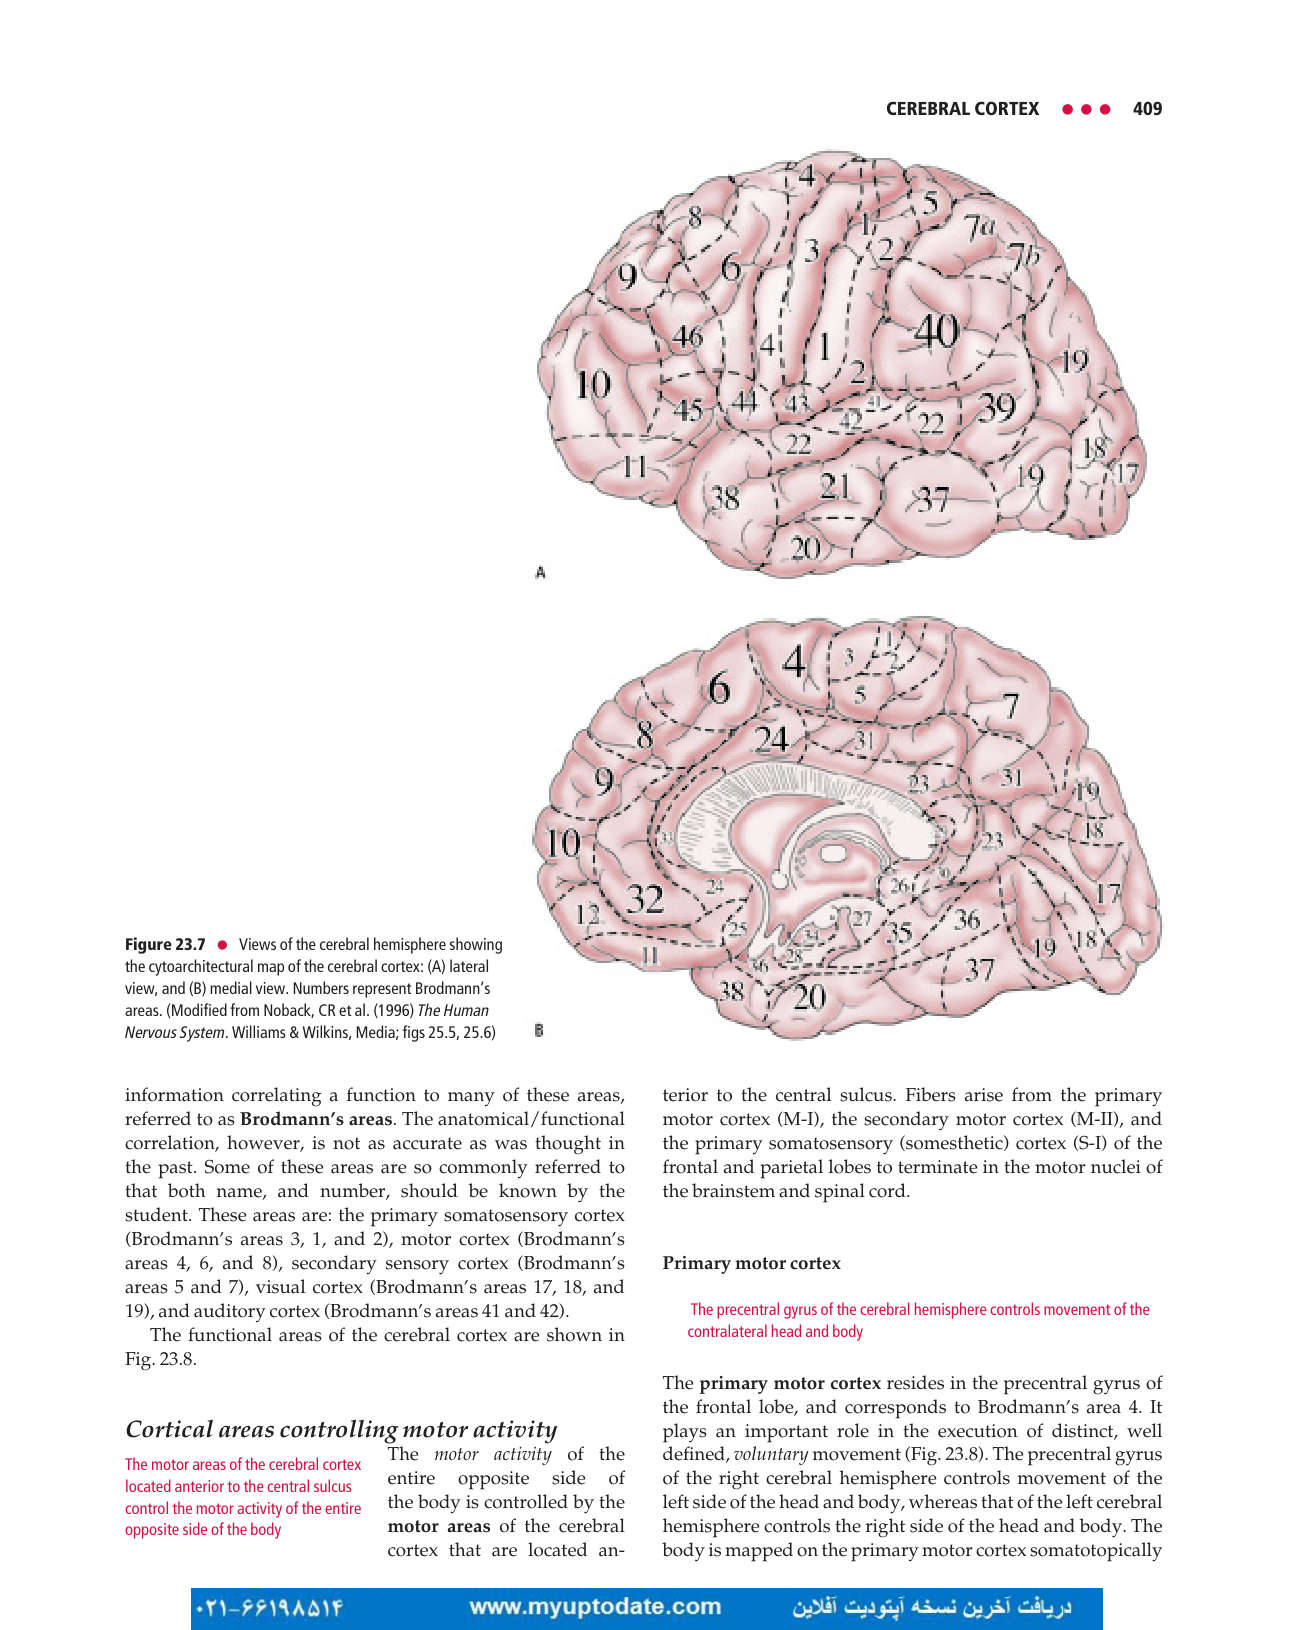 CEREBRAL CORTEX ● ● ● 409
4
8
5
7a
1
2
3
7b
6
9
46
4
1
40
19
2
10
45
44
43
41
42
22
39
22
18
11
19
17
38
21
37
20
A
1
2
4
3
6
5
7
8
24
31
9
23
31
19
10
33
23
18
32
24
26
30
17
12
25
27
35
36
11
28
19
18
37
38
20
B
Figure 23.7 ● Views of the cerebral hemisphere showing
the cytoarchitectural map of the cerebral cortex: (A) lateral
view, and (B) medial view. Numbers represent Brodmann's
areas. (Modified from Noback, CR et al. (1996) The Human
Nervous System. Williams & Wilkins, Media; figs 25.5, 25.6)
information correlating a function to many of these areas,
referred to as Brodmann's areas. The anatomical/functional
correlation, however, is not as accurate as was thought in
the past. Some of these areas are so commonly referred to
that both name, and number, should be known by the
student. These areas are: the primary somatosensory cortex
(Brodmann's areas 3, 1, and 2), motor cortex (Brodmann's
areas 4, 6, and 8), secondary sensory cortex (Brodmann's
areas 5 and 7), visual cortex (Brodmann's areas 17, 18, and
19), and auditory cortex (Brodmann's areas 41 and 42).
The functional areas of the cerebral cortex are shown in
Fig. 23.8.
Cortical areas controlling motor activity
The motor areas of the cerebral cortex
located anterior to the central sulcus
control the motor activity of the entire
opposite side of the body
The motor activity of the
entire opposite side of
the body is controlled by the
motor areas of the cerebral
cortex that are located an-
terior to the central sulcus. Fibers arise from the primary
motor cortex (M-I), the secondary motor cortex (M-II), and
the primary somatosensory (somesthetic) cortex (S-I) of the
frontal and parietal lobes to terminate in the motor nuclei of
the brainstem and spinal cord.
Primary motor cortex
The precentral gyrus of the cerebral hemisphere controls movement of the
contralateral head and body
The primary motor cortex resides in the precentral gyrus of
the frontal lobe, and corresponds to Brodmann's area 4. It
plays an important role in the execution of distinct, well
defined, voluntary movement (Fig. 23.8). The precentral gyrus
of the right cerebral hemisphere controls movement of the
left side of the head and body, whereas that of the left cerebral
hemisphere controls the right side of the head and body. The
body is mapped on the primary motor cortex somatotopically
۰۲۱-۶۶۱۹۸۵۱۴ www.myuptodate.com دریافت آخرین نسخه آپتودیت آفلاین